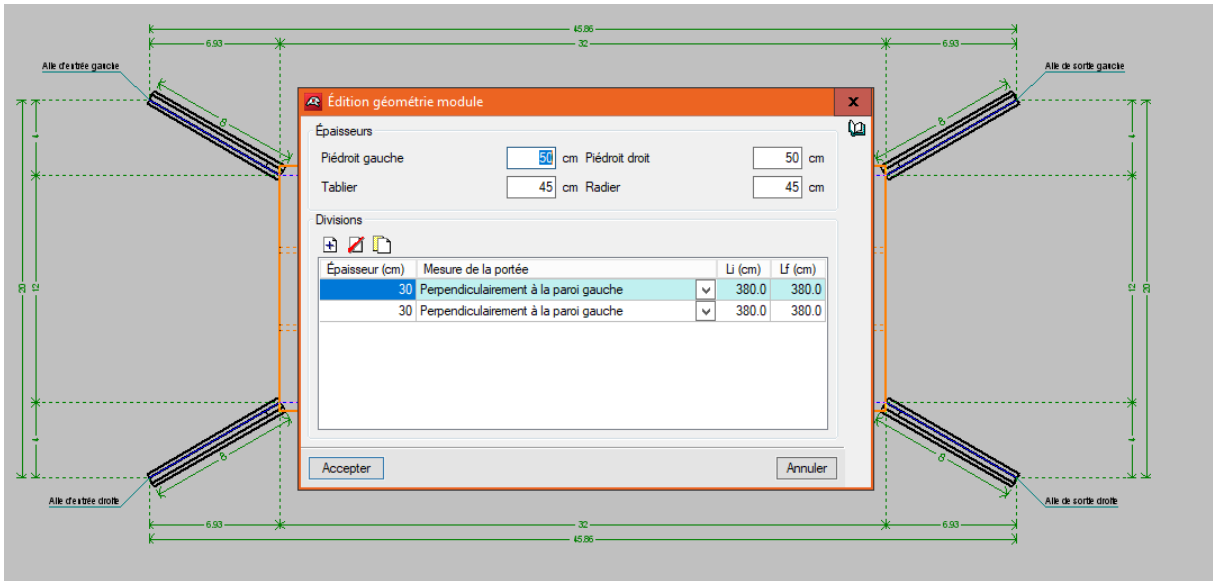 45.86
6.93 32 6.93
Aile d'entrée gauche
Aile de sortie gauche
8 8
Édition géométrie module x
Épaisseurs
Piédroit gauche 50 cm Piédroit droit 50 cm
Tablier 45 cm Radier 45 cm
Divisions
Épaisseur (cm) Mesure de la portée Li (cm) Lf (cm)
30 Perpendiculairement à la paroi gauche 380.0 380.0
30 Perpendiculairement à la paroi gauche 380.0 380.0
4 4
20 12 12 20
4 4
8 8
Accepter Annuler
Aile d'entrée droite
Aile de sortie droite
6.93 32 6.93
45.86